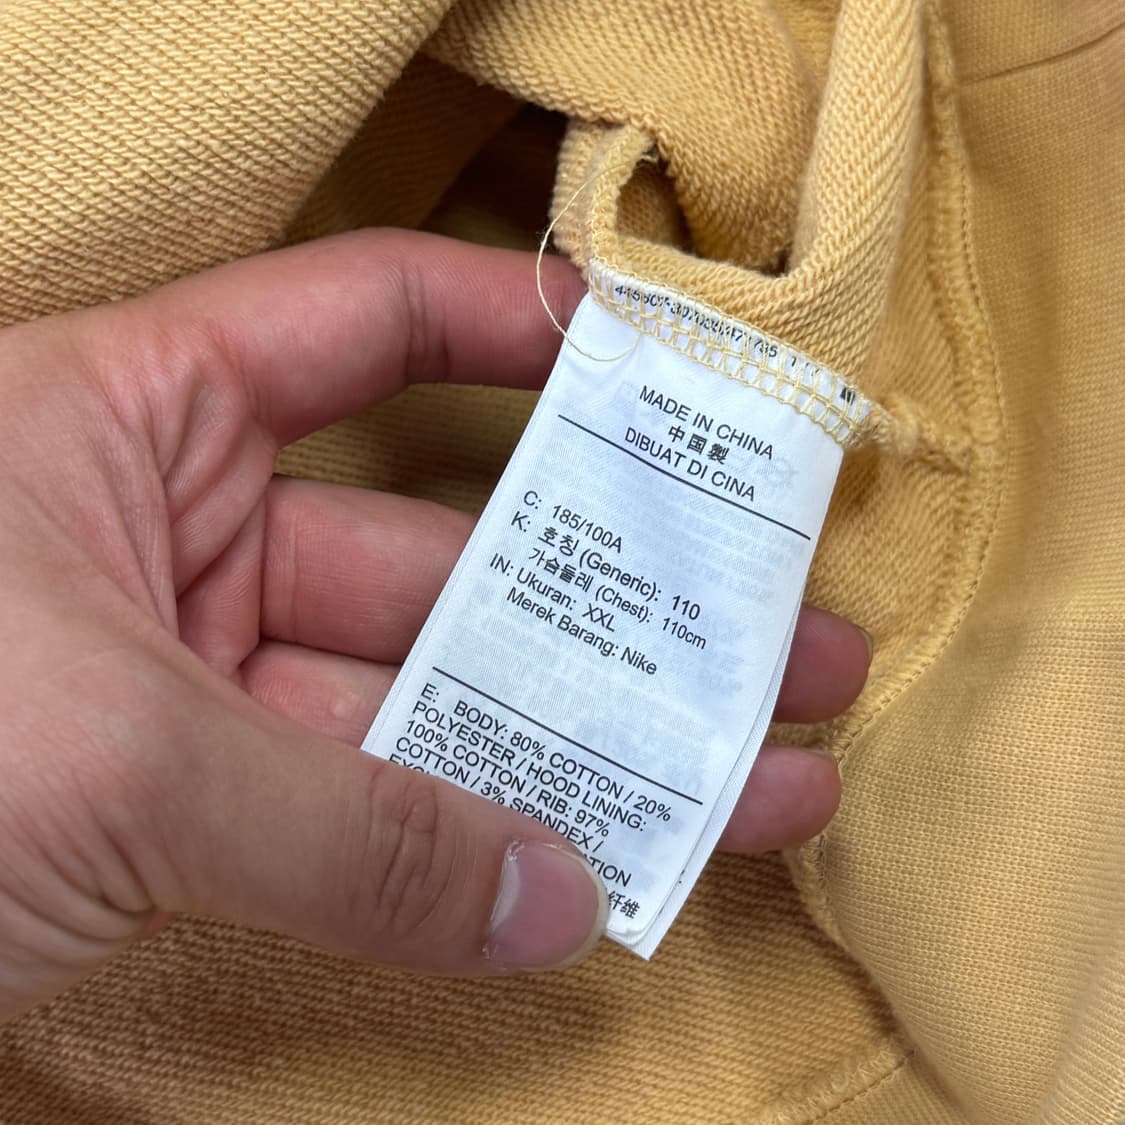 MADE IN CHINA
中国製
DIBUAT DI CINA
C: 185/100A
K: 호칭 (Generic): 110
가슴둘레 (Chest): 110cm
IN: Ukuran: XXL
Merek Barang: Nike
E: BODY: 80% COTTON / 20%
POLYESTER / HOOD LINING:
100% COTTON / RIB: 97%
COTTON / 3% SPANDEX /
纤维